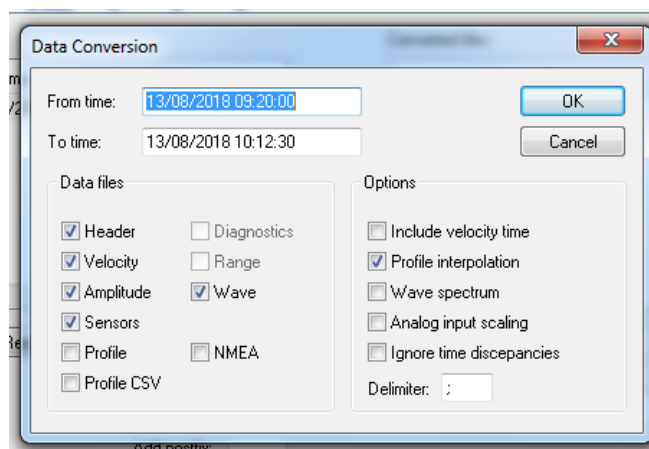 Data Conversion
From time: 13/08/2018 09:20:00 OK
To time: 13/08/2018 10:12:30 Cancel
Data files Options
Header Diagnostics Include velocity time
Velocity Range Profile interpolation
Amplitude Wave Wave spectrum
Sensors Analog input scaling
Profile NMEA Ignore time discepancies
Profile CSV Delimiter: ;
Add postfix: